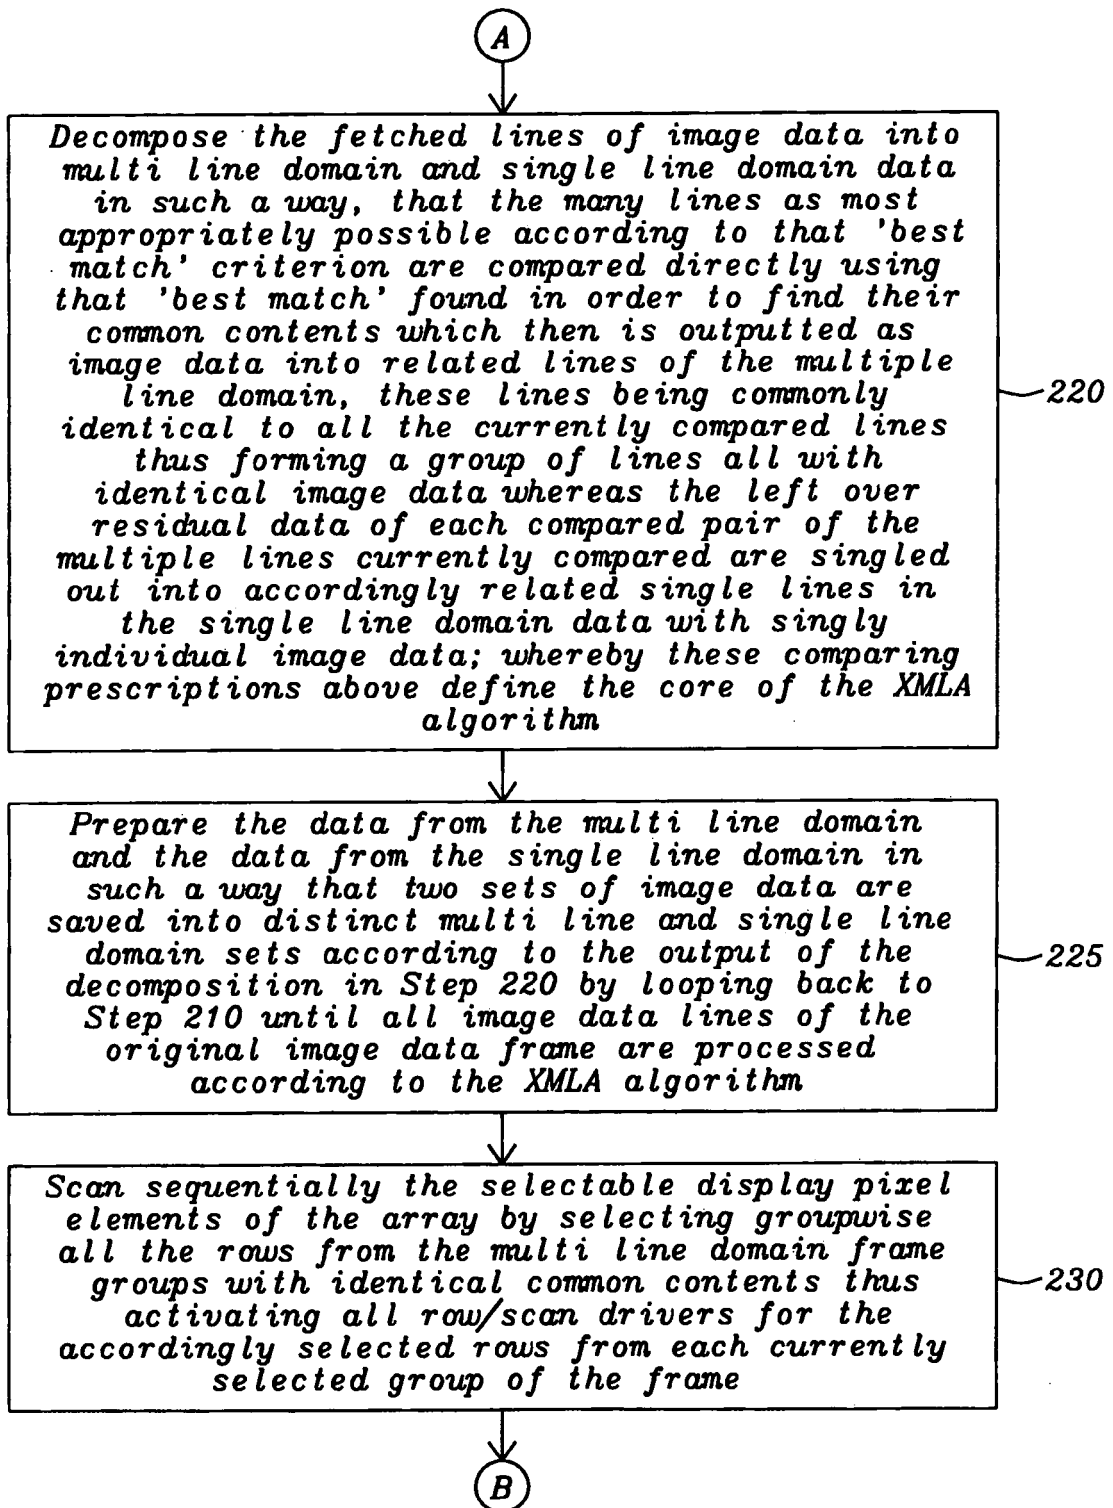 A
Decompose the fetched lines of image data into
multi line domain and single line domain data
in such a way, that the many lines as most
appropriately possible according to that 'best
match' criterion are compared directly using
that 'best match' found in order to find their
common contents which then is outputted as
image data into related lines of the multiple
line domain, these lines being commonly
identical to all the currently compared lines
thus forming a group of lines all with
identical image data whereas the left over
residual data of each compared pair of the
multiple lines currently compared are singled
out into accordingly related single lines in
the single line domain data with singly
individual image data; whereby these comparing
prescriptions above define the core of the XMLA
algorithm
220
Prepare the data from the multi line domain
and the data from the single line domain in
such a way that two sets of image data are
saved into distinct multi line and single line
domain sets according to the output of the
decomposition in Step 220 by looping back to
Step 210 until all image data lines of the
original image data frame are processed
according to the XMLA algorithm
225
Scan sequentially the selectable display pixel
elements of the array by selecting groupwise
all the rows from the multi line domain frame
groups with identical common contents thus
activating all row/scan drivers for the
accordingly selected rows from each currently
selected group of the frame
230
B